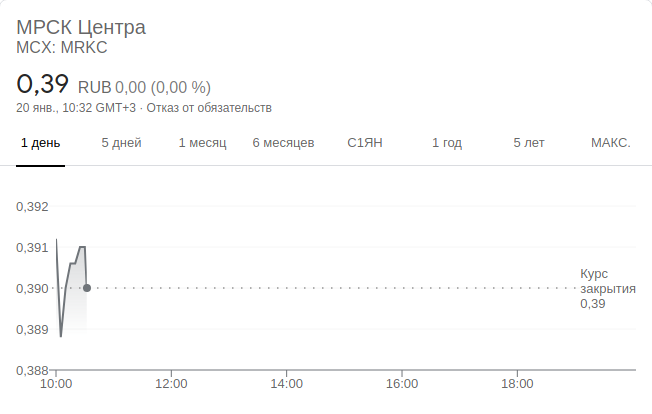 МРСК Центра
MCX: MRKC
0,39 RUB 0,00 (0,00 %)
20 янв., 10:32 GMT+3 · Отказ от обязательств
1 день 5 дней 1 месяц 6 месяцев С1ЯН 1 год 5 лет МАКС.
0,392
0,391
0,390
0,389
0,388
Курс
закрытия
0,39
10:00 12:00 14:00 16:00 18:00